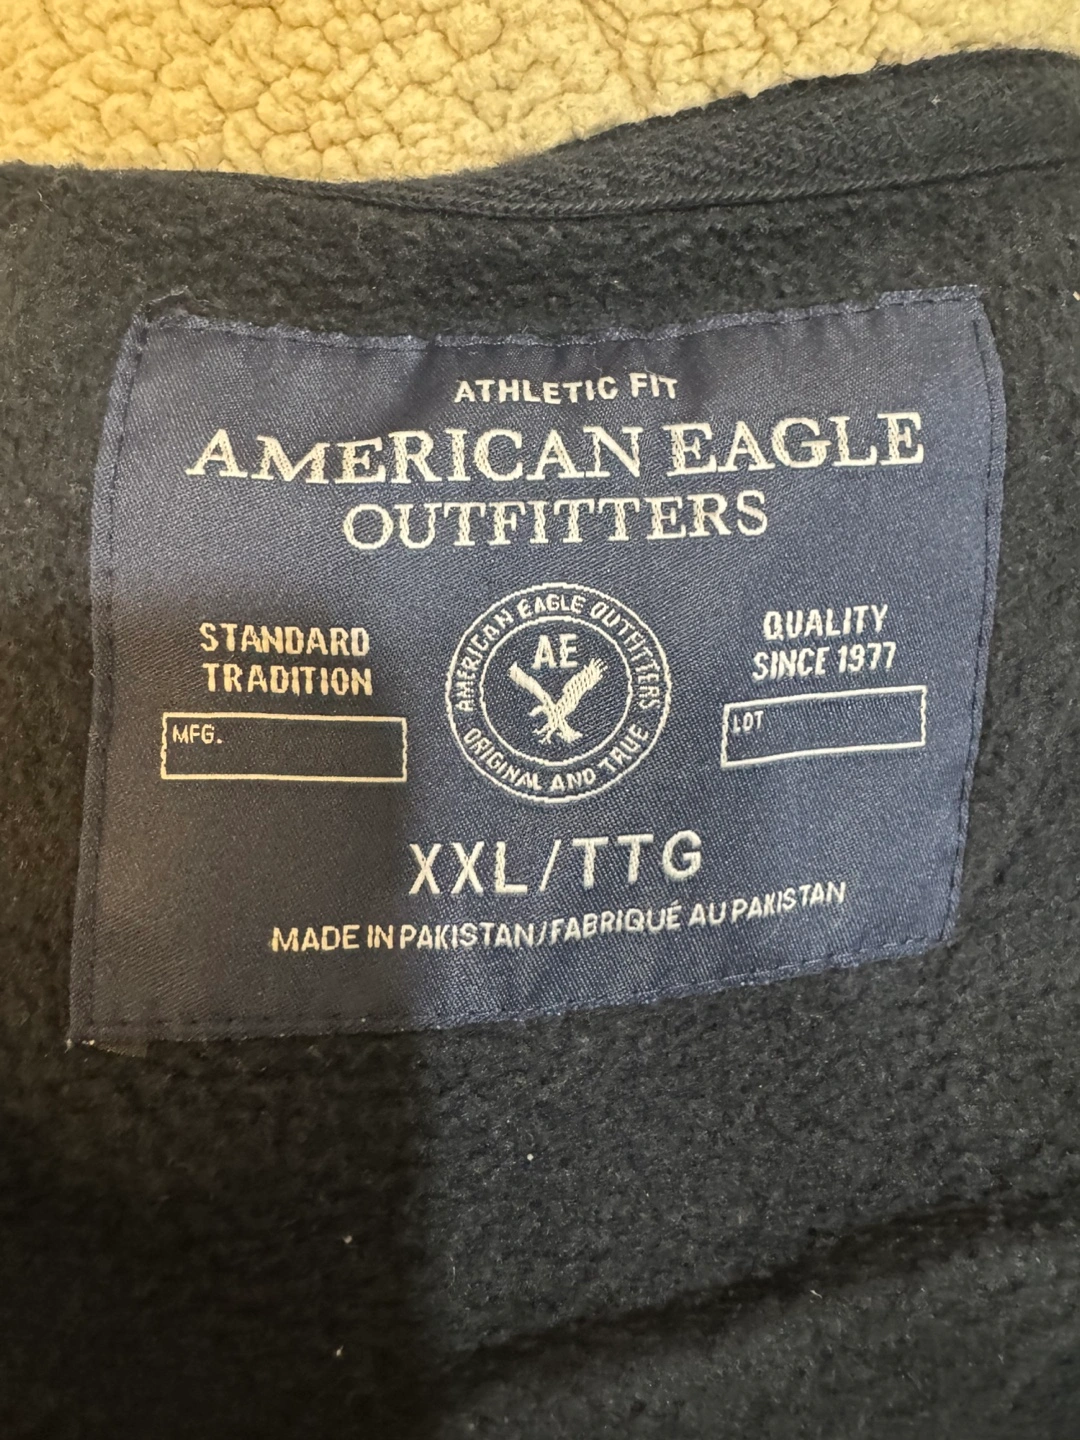 ATHLETIC FIT
AMERICAN EAGLE
OUTFITTERS
STANDARD
TRADITION
MFG.
AMERICAN EAGLE OUTFITTERS
AE
ORIGINAL AND TRUE
QUALITY
SINCE 1977
LOT
XXL/TTG
MADE IN PAKISTAN/FABRIQUÉ AU PAKISTAN